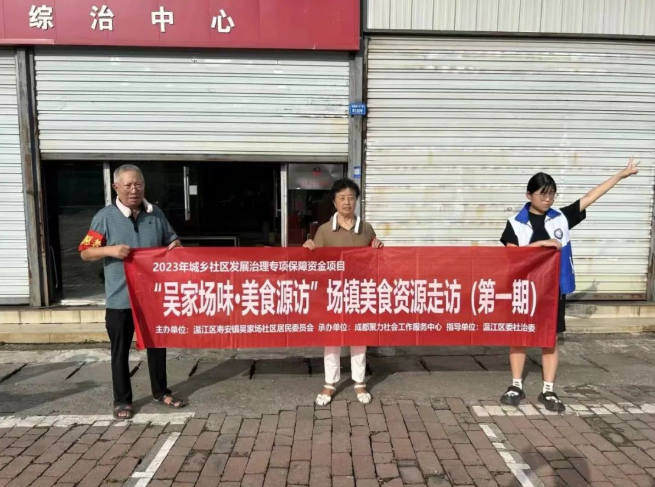 综治中心
2023年城乡社区发展治理专项保障资金项目
“吴家场味·美食源访”场镇美食资源走访（第一期）
主办单位：温江区寿安镇吴家场社区居民委员会 承办单位：成都聚力社会工作服务中心 指导单位：温江区委社治委